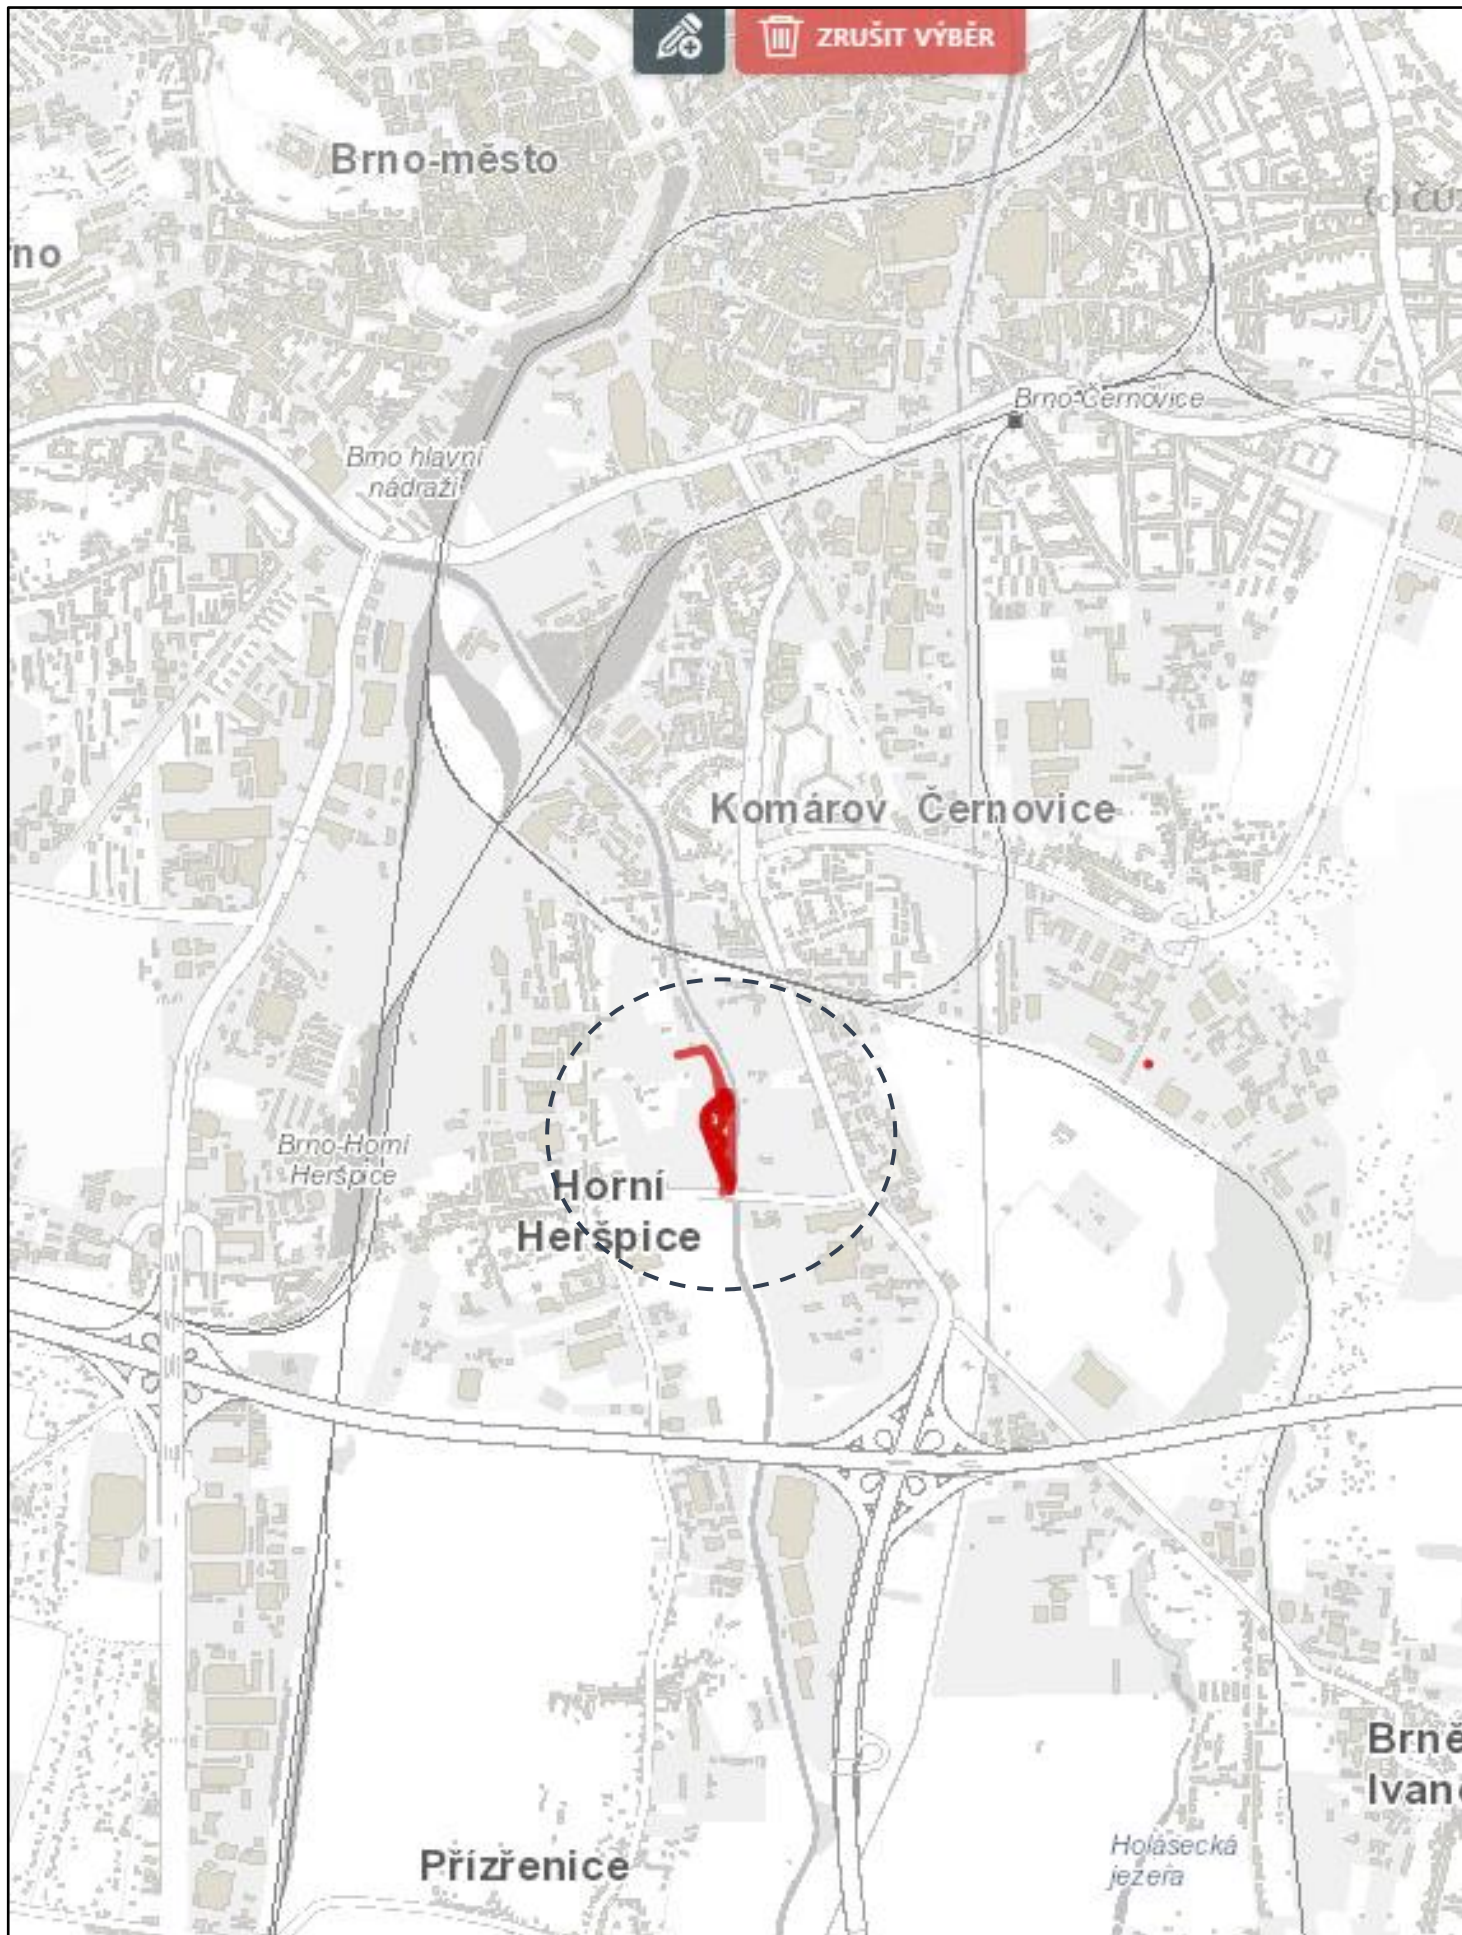 ZRUŠIT VÝBĚR
Brno-město
(c) ČÚ
no
Brno-Černovice
Brno hlavní
nádraží
Komárov Černovice
Brno-Horní
Heršpice
Horní
Heršpice
Brně
Ivan
Přízřenice
Holásecká
jezera